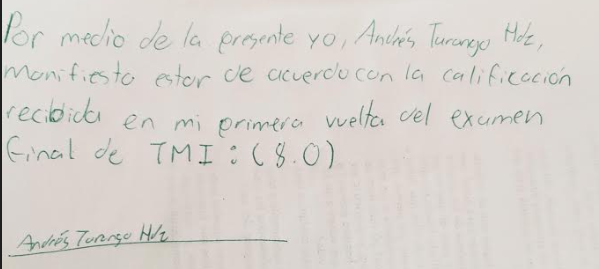 Por medio de la presente yo, Andrés Turango Hdz,
manifiesto estar de acuerdo con la calificación
recibida en mi primera vuelta del examen
final de TMI : (8.0)
Andrés Turango Hdz